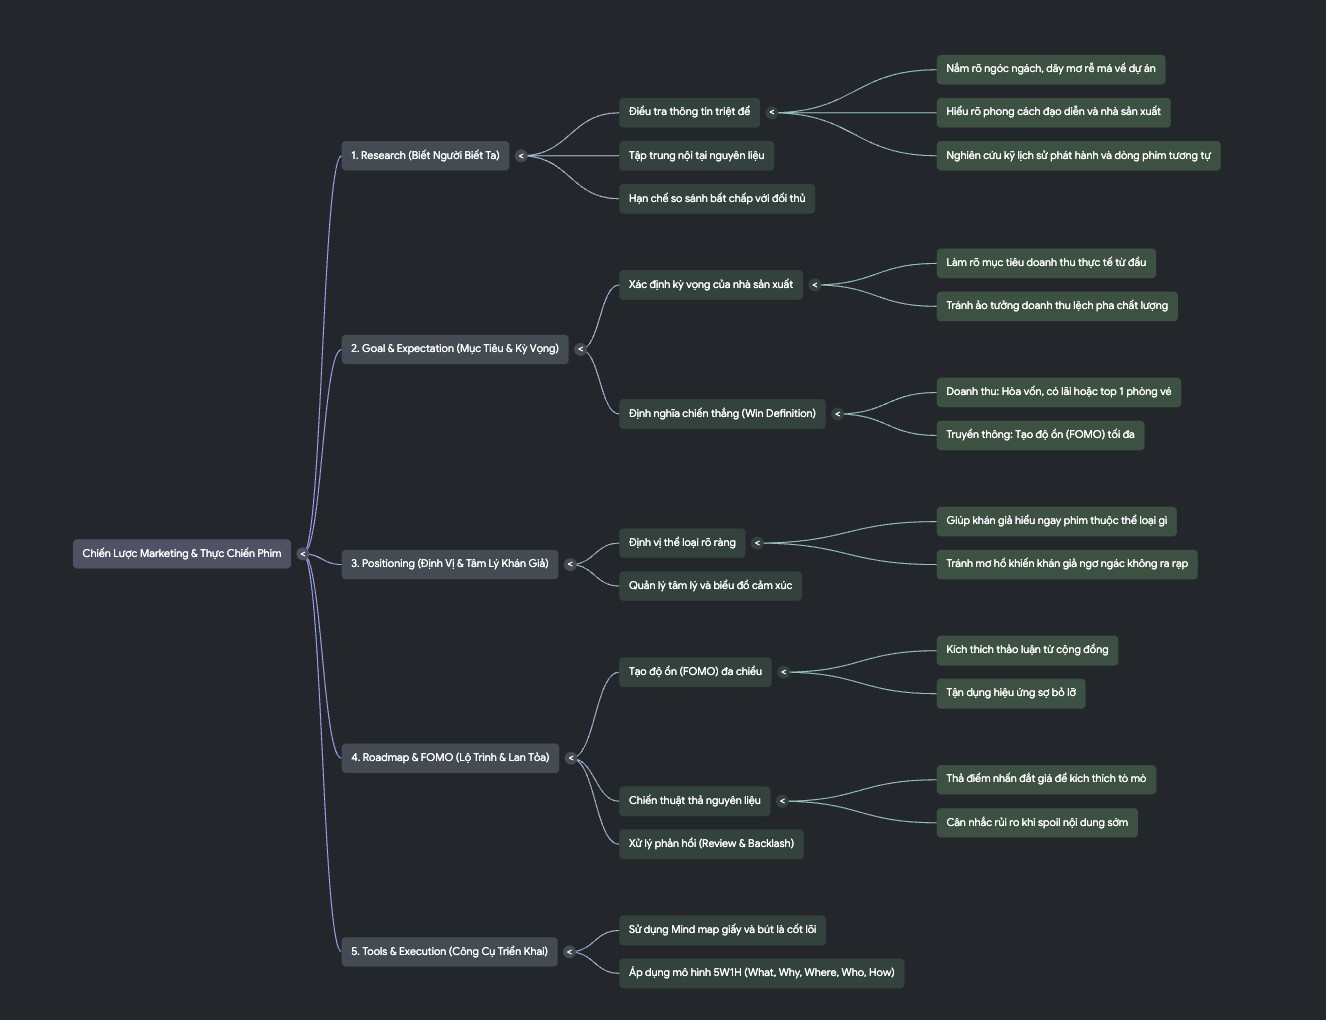 Chiến Lược Marketing & Thực Chiến Phim
1. Research (Biết Người Biết Ta)
Điều tra thông tin triệt để
Nắm rõ ngóc ngách, dây mơ rễ má về dự án
Hiểu rõ phong cách đạo diễn và nhà sản xuất
Nghiên cứu kỹ lịch sử phát hành và dòng phim tương tự
Tập trung nội tại nguyên liệu
Hạn chế so sánh bất chấp với đối thủ
2. Goal & Expectation (Mục Tiêu & Kỳ Vọng)
Xác định kỳ vọng của nhà sản xuất
Làm rõ mục tiêu doanh thu thực tế từ đầu
Tránh ảo tưởng doanh thu lệch pha chất lượng
Định nghĩa chiến thắng (Win Definition)
Doanh thu: Hòa vốn, có lãi hoặc top 1 phòng vé
Truyền thông: Tạo độ ồn (FOMO) tối đa
3. Positioning (Định Vị & Tâm Lý Khán Giả)
Định vị thể loại rõ ràng
Giúp khán giả hiểu ngay phim thuộc thể loại gì
Tránh mơ hồ khiến khán giả ngơ ngác không ra rạp
Quản lý tâm lý và biểu đồ cảm xúc
4. Roadmap & FOMO (Lộ Trình & Lan Tỏa)
Tạo độ ồn (FOMO) đa chiều
Kích thích thảo luận từ cộng đồng
Tận dụng hiệu ứng sợ bỏ lỡ
Chiến thuật thả nguyên liệu
Thả điểm nhấn đắt giá để kích thích tò mò
Cân nhắc rủi ro khi spoil nội dung sớm
Xử lý phản hồi (Review & Backlash)
5. Tools & Execution (Công Cụ Triển Khai)
Sử dụng Mind map giấy và bút là cốt lõi
Áp dụng mô hình 5W1H (What, Why, Where, Who, How)